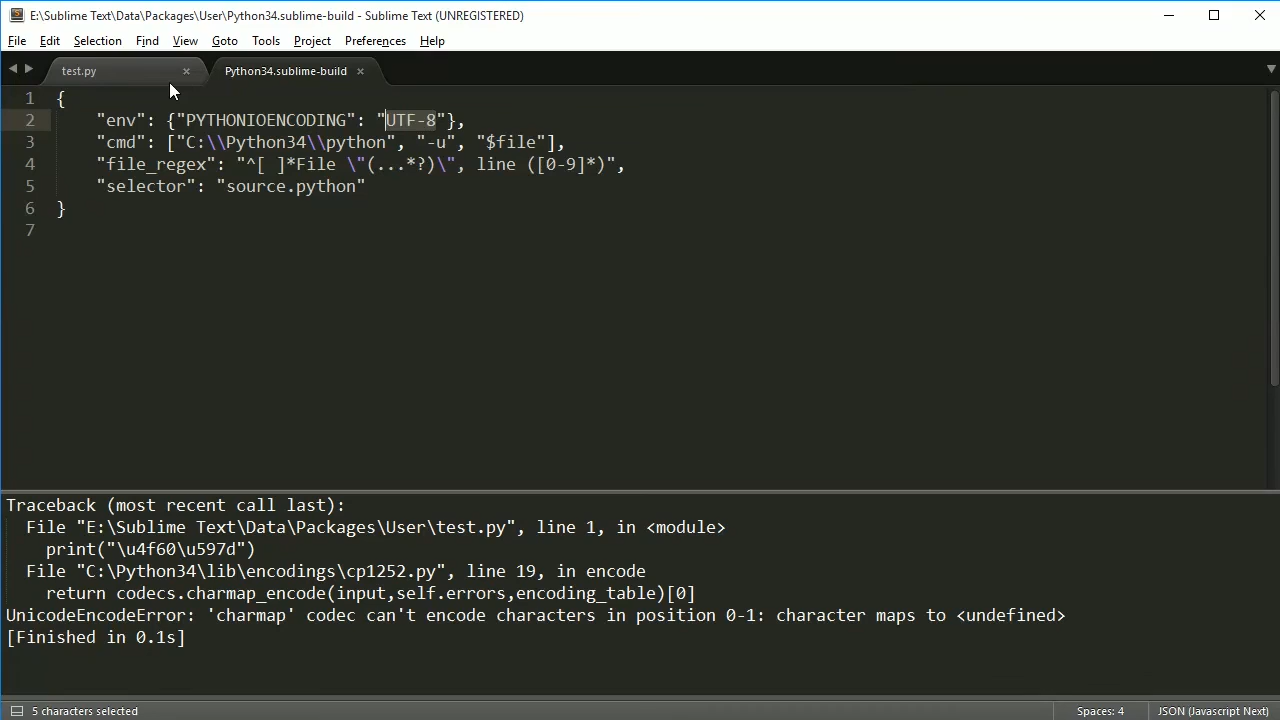 E:\Sublime Text\Data\Packages\User\Python34.sublime-build - Sublime Text (UNREGISTERED)
File Edit Selection Find View Goto Tools Project Preferences Help
test.py Python34.sublime-build
1 {
2 "env": {"PYTHONIOENCODING": "UTF-8"},
3 "cmd": ["C:\\Python34\\python", "-u", "$file"],
4 "file_regex": "^[ ]*File \"(...*?)\", line ([0-9]*)",
5 "selector": "source.python"
6 }
7
Traceback (most recent call last):
File "E:\Sublime Text\Data\Packages\User\test.py", line 1, in <module>
print("\u4f60\u597d")
File "C:\Python34\lib\encodings\cp1252.py", line 19, in encode
return codecs.charmap_encode(input,self.errors,encoding_table)[0]
UnicodeEncodeError: 'charmap' codec can't encode characters in position 0-1: character maps to <undefined>
[Finished in 0.1s]
5 characters selected Spaces: 4 JSON (Javascript Next)